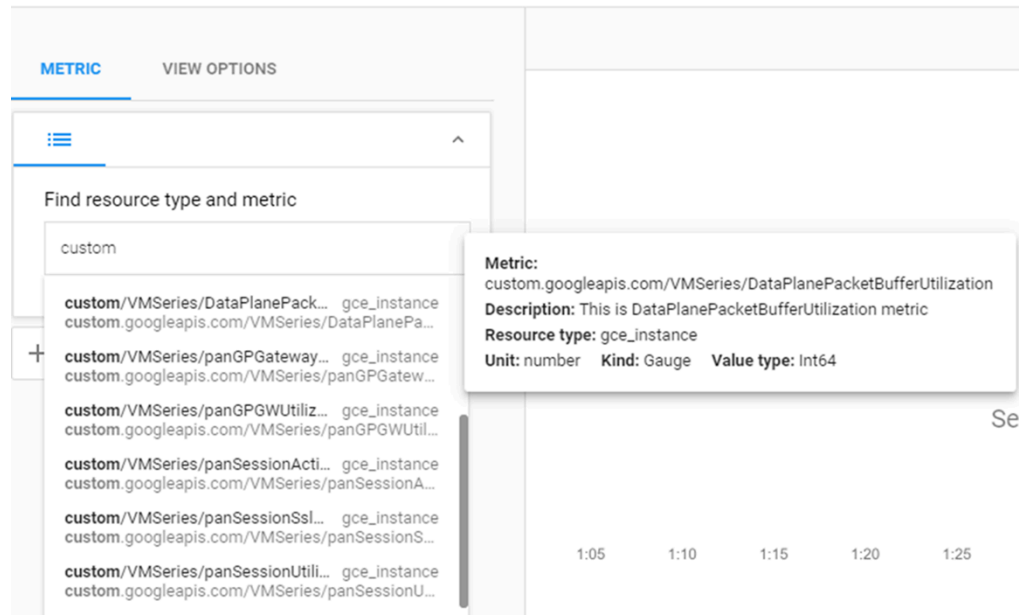 METRIC VIEW OPTIONS
Find resource type and metric
custom
custom/VMSeries/DataPlanePack... gce_instance
custom.googleapis.com/VMSeries/DataPlanePa...
custom/VMSeries/panGPGateway... gce_instance
custom.googleapis.com/VMSeries/panGPGatew...
custom/VMSeries/panGPGWUtiliz... gce_instance
custom.googleapis.com/VMSeries/panGPGWUtil...
custom/VMSeries/panSessionActi... gce_instance
custom.googleapis.com/VMSeries/panSessionA...
custom/VMSeries/panSessionSsl... gce_instance
custom.googleapis.com/VMSeries/panSessionS...
custom/VMSeries/panSessionUtili... gce_instance
custom.googleapis.com/VMSeries/panSessionU...
Metric:
custom.googleapis.com/VMSeries/DataPlanePacketBufferUtilization
Description: This is DataPlanePacketBufferUtilization metric
Resource type: gce_instance
Unit: number Kind: Gauge Value type: Int64
Se
1:05 1:10 1:15 1:20 1:25